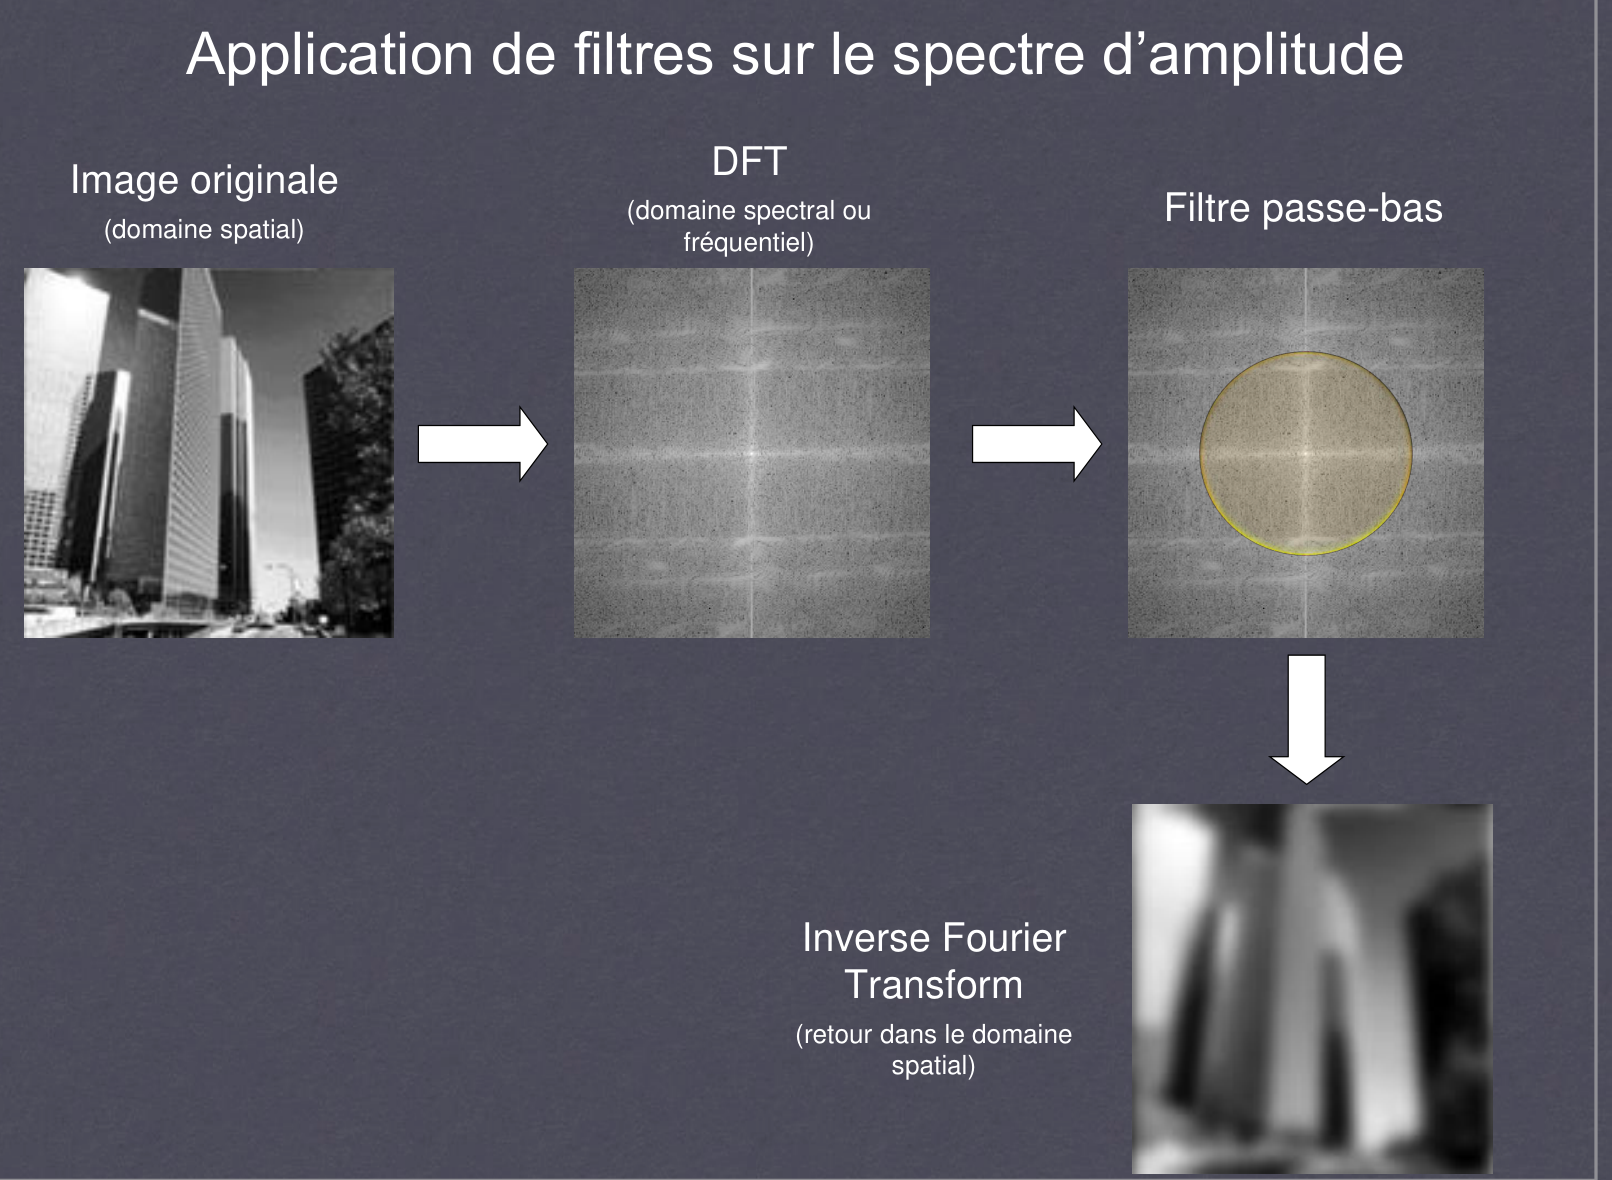 Application de filtres sur le spectre d’amplitude
Image originale
(domaine spatial)
DFT
(domaine spectral ou
fréquentiel)
Filtre passe-bas
Inverse Fourier
Transform
(retour dans le domaine
spatial)